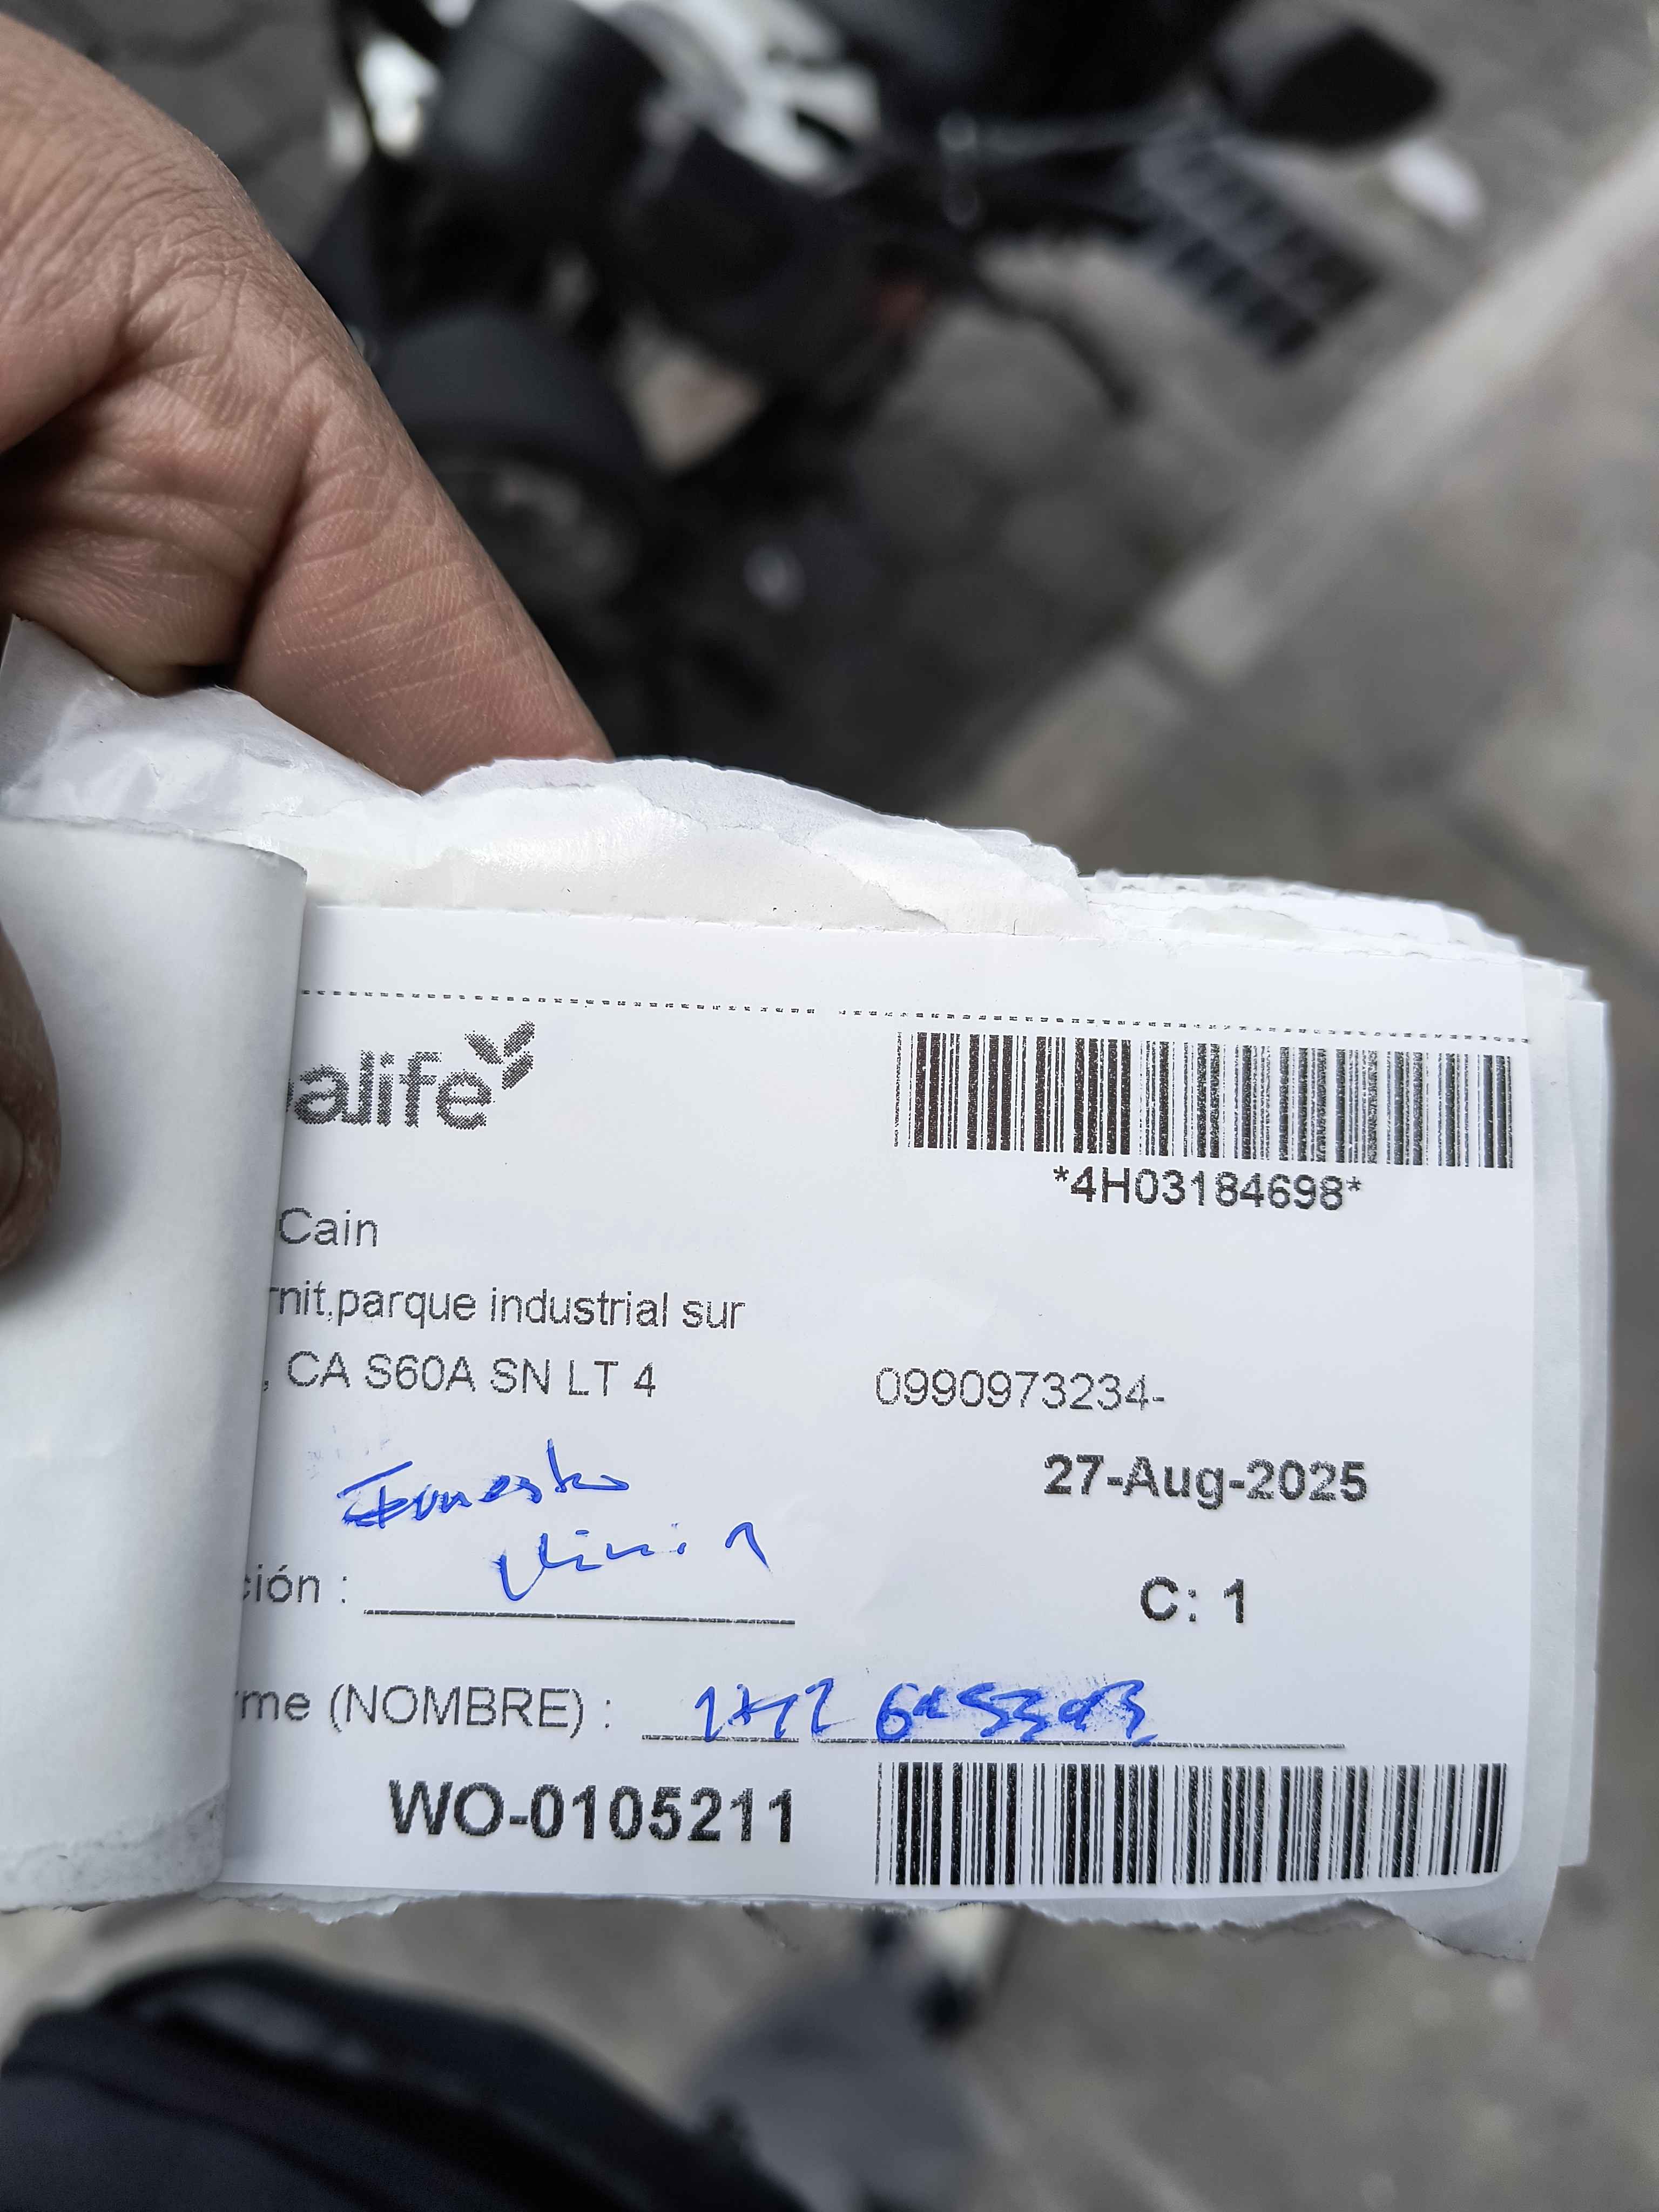 alife
*4H03184698*
Cain
rnit.parque industrial sur
, CA S60A SN LT 4
0990973234-
27-Aug-2025
Ernesto
ción :
C: 1
rme (NOMBRE) :
WO-0105211